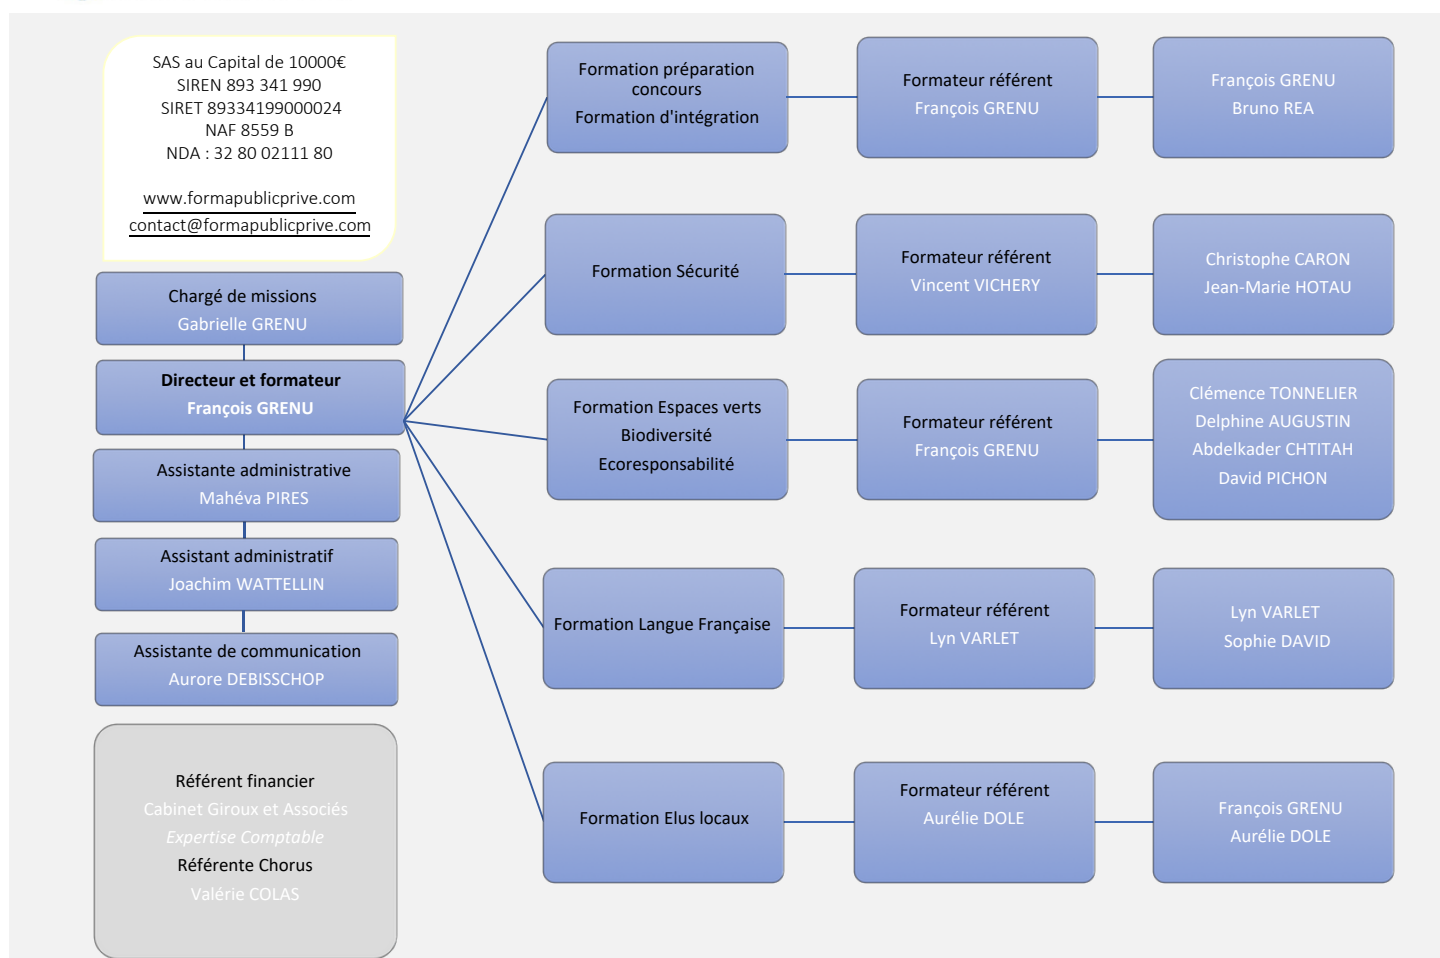 SAS au Capital de 10000€
SIREN 893 341 990
SIRET 89334199000024
NAF 8559 B
NDA : 32 80 02111 80
www.formapublicprive.com
contact@formapublicprive.com
Chargé de missions
Gabrielle GRENU
Directeur et formateur
François GRENU
Assistante administrative
Mahéva PIRES
Assistant administratif
Joachim WATTELLIN
Assistante de communication
Aurore DEBISSCHOP
Référent financier
Cabinet Giroux et Associés
Expertise Comptable
Référente Chorus
Valérie COLAS
Formation préparation
concours
Formation d'intégration
Formateur référent
François GRENU
François GRENU
Bruno REA
Formation Sécurité
Formateur référent
Vincent VICHERY
Christophe CARON
Jean-Marie HOTAU
Formation Espaces verts
Biodiversité
Ecoresponsabilité
Formateur référent
François GRENU
Clémence TONNELIER
Delphine AUGUSTIN
Abdelkader CHTITAH
David PICHON
Formation Langue Française
Formateur référent
Lyn VARLET
Lyn VARLET
Sophie DAVID
Formation Elus locaux
Formateur référent
Aurélie DOLE
François GRENU
Aurélie DOLE